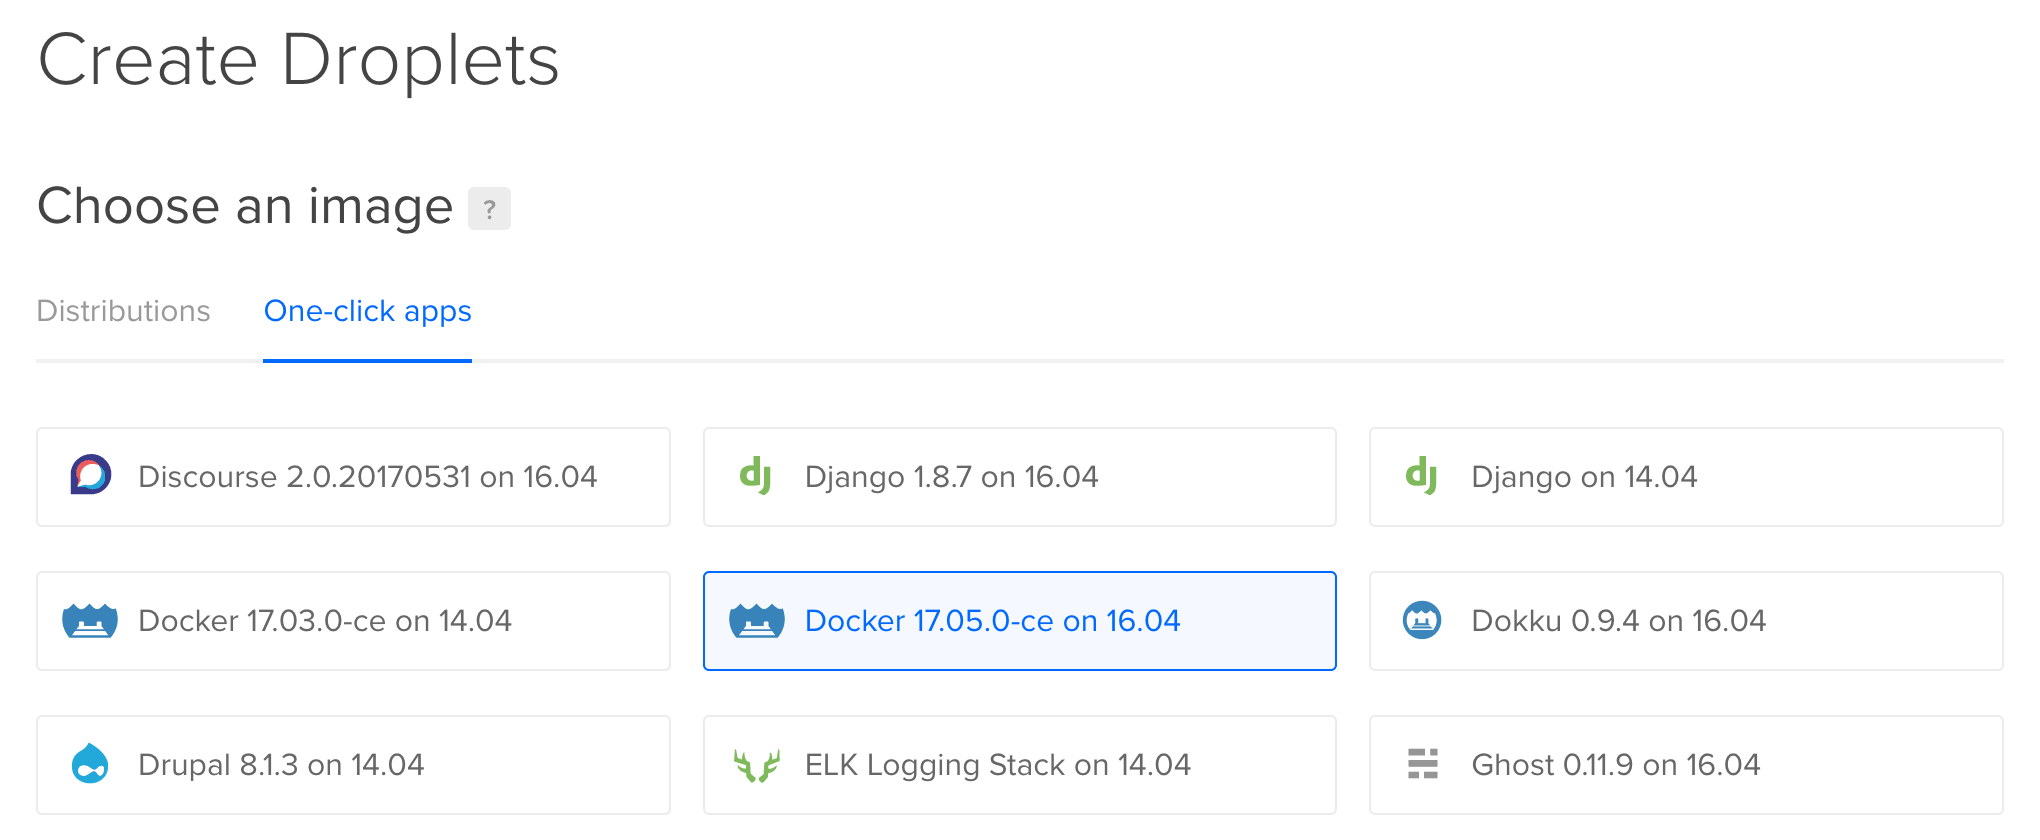 Create Droplets
Choose an image ?
Distributions One-click apps
Discourse 2.0.20170531 on 16.04
Django 1.8.7 on 16.04
Django on 14.04
Docker 17.03.0-ce on 14.04
Docker 17.05.0-ce on 16.04
Dokku 0.9.4 on 16.04
Drupal 8.1.3 on 14.04
ELK Logging Stack on 14.04
Ghost 0.11.9 on 16.04